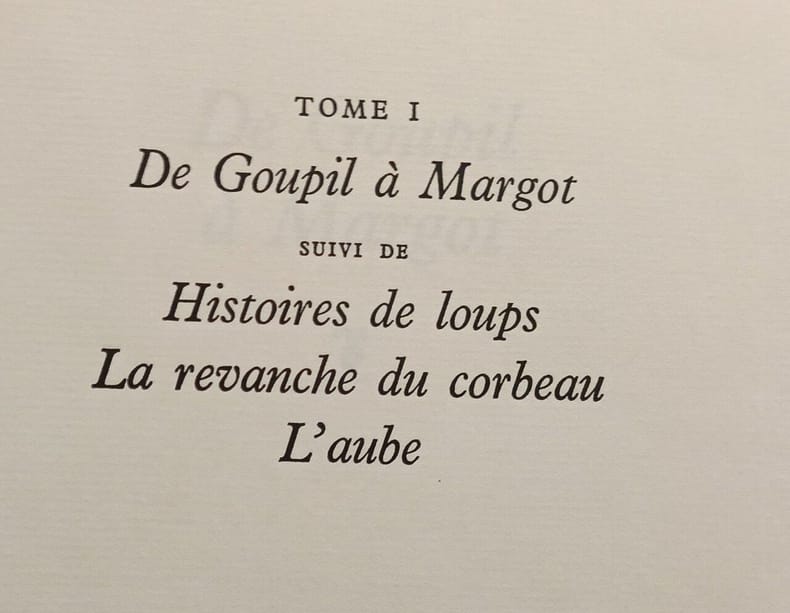 TOME I
De Goupil à Margot
SUIVI DE
Histoires de loups
La revanche du corbeau
L'aube